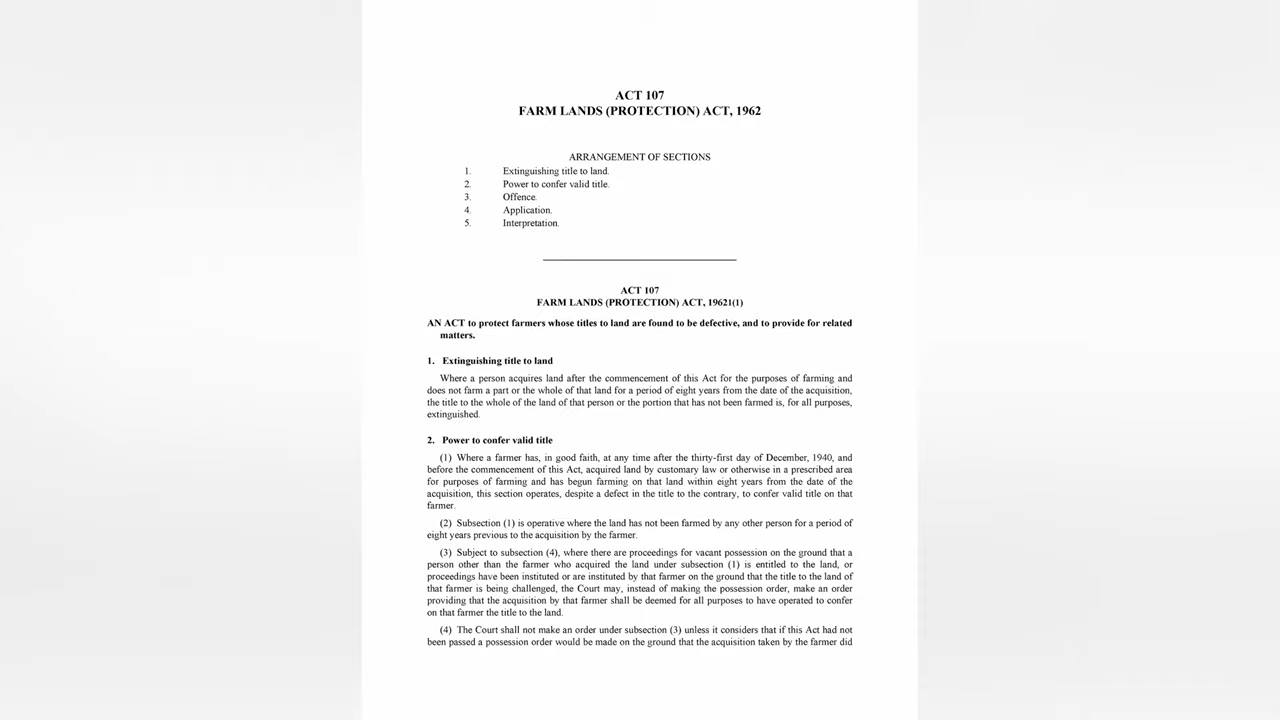 ACT 107
FARM LANDS (PROTECTION) ACT, 1962
ARRANGEMENT OF SECTIONS
1. Extinguishing title to land.
2. Power to confer valid title.
3. Offence.
4. Application.
5. Interpretation.
ACT 107
FARM LANDS (PROTECTION) ACT, 19621(1)
AN ACT to protect farmers whose titles to land are found to be defective, and to provide for related
matters.
1. Extinguishing title to land
Where a person acquires land after the commencement of this Act for the purposes of farming and
does not farm a part or the whole of that land for a period of eight years from the date of the acquisition,
the title to the whole of the land of that person or the portion that has not been farmed is, for all purposes,
extinguished.
2. Power to confer valid title
(1) Where a farmer has, in good faith, at any time after the thirty-first day of December, 1940, and
before the commencement of this Act, acquired land by customary law or otherwise in a prescribed area
for purposes of farming and has begun farming on that land within eight years from the date of the
acquisition, this section operates, despite a defect in the title to the contrary, to confer valid title on that
farmer.
(2) Subsection (1) is operative where the land has not been farmed by any other person for a period of
eight years previous to the acquisition by the farmer.
(3) Subject to subsection (4), where there are proceedings for vacant possession on the ground that a
person other than the farmer who acquired the land under subsection (1) is entitled to the land, or
proceedings have been instituted or are instituted by that farmer on the ground that the title to the land of
that farmer is being challenged, the Court may, instead of making the possession order, make an order
providing that the acquisition by that farmer shall be deemed for all purposes to have operated to confer
on that farmer the title to the land.
(4) The Court shall not make an order under subsection (3) unless it considers that if this Act had not
been passed a possession order would be made on the ground that the acquisition taken by the farmer did